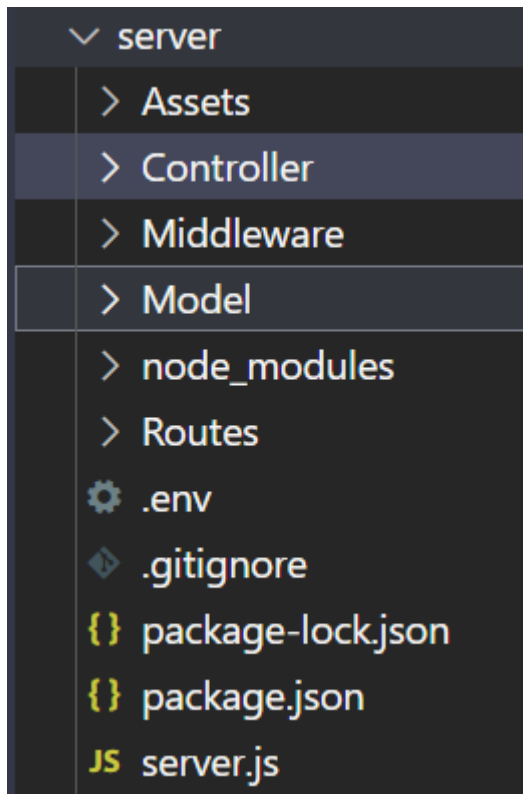 server
Assets
Controller
Middleware
Model
node_modules
Routes
.env
.gitignore
{} package-lock.json
{} package.json
JS server.js